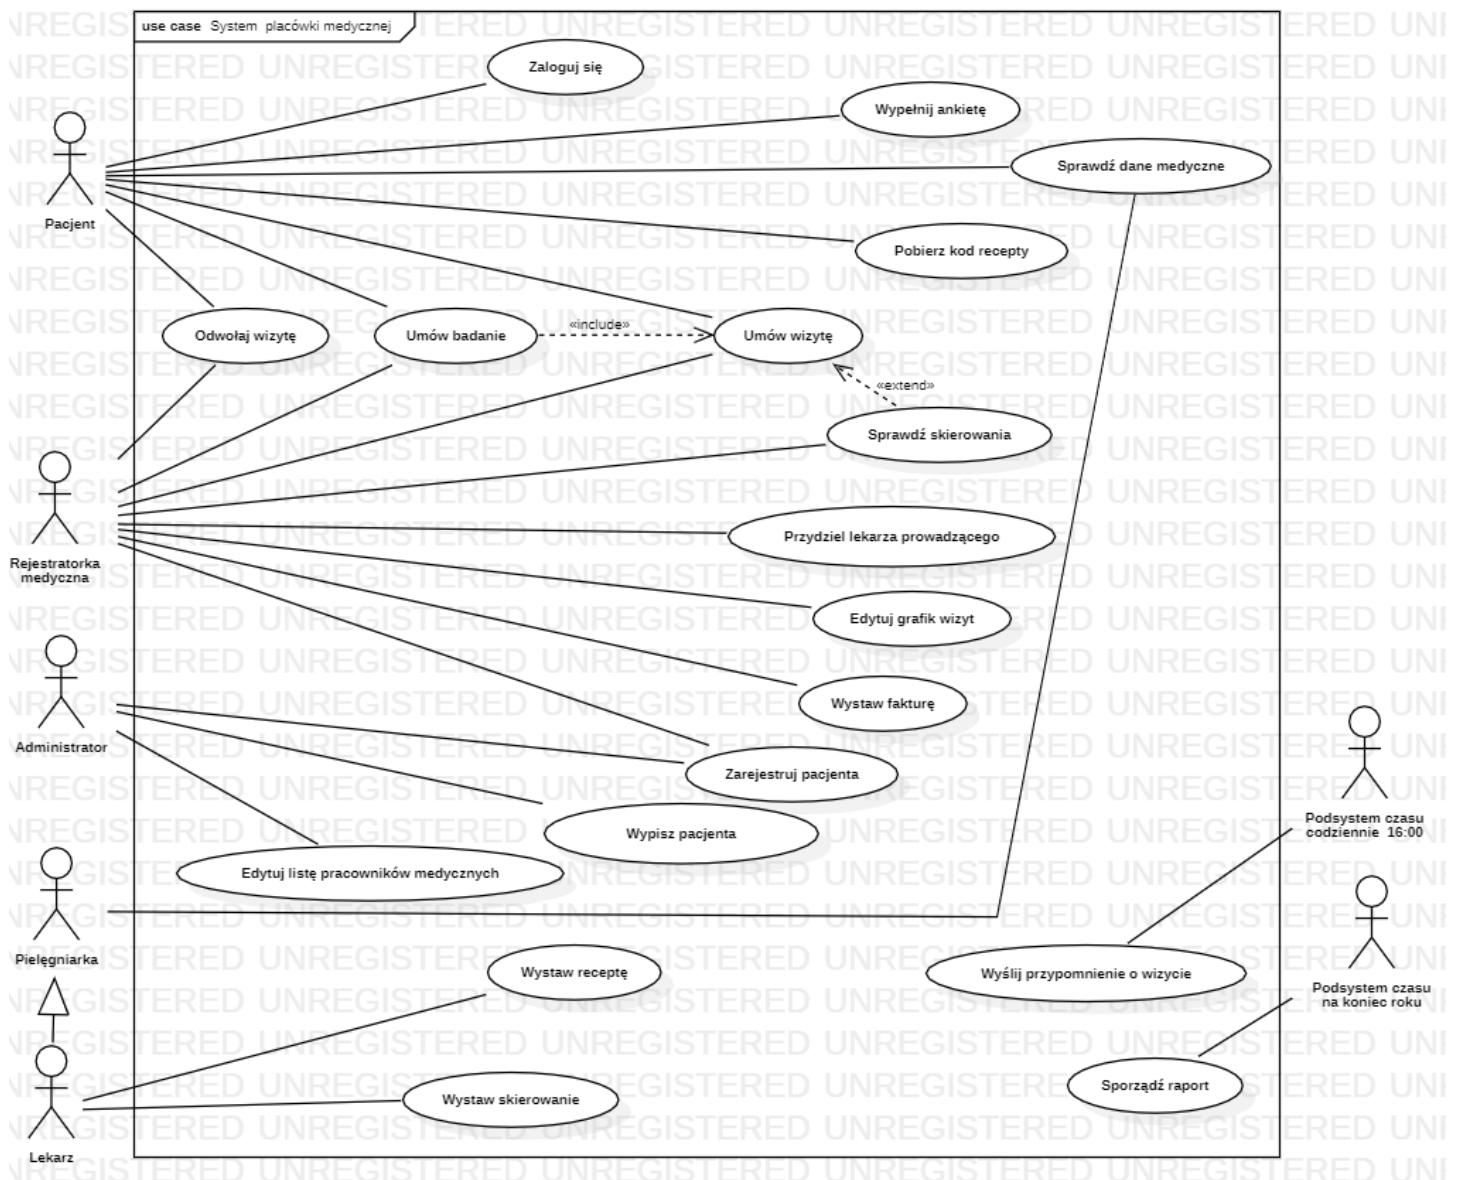 use case System placówki medycznej
Zaloguj się
Wypełnij ankietę
Sprawdź dane medyczne
Pacjent
Pobierz kod recepty
Odwołaj wizytę
Umów badanie
«include»
Umów wizytę
«extend»
Sprawdź skierowania
Rejestratorka
medyczna
Przydziel lekarza prowadzącego
Edytuj grafik wizyt
Wystaw fakturę
Administrator
Zarejestruj pacjenta
Wypisz pacjenta
Podsystem czasu
codziennie 16:00
Edytuj listę pracowników medycznych
Pielęgniarka
Wystaw receptę
Wyślij przypomnienie o wizycie
Podsystem czasu
na koniec roku
Sporządź raport
Wystaw skierowanie
Lekarz